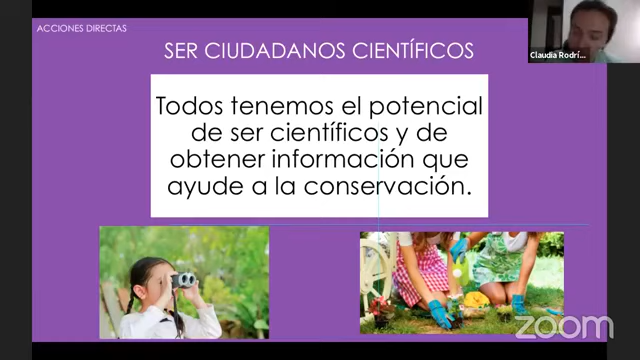 ACCIONES DIRECTAS
SER CIUDADANOS CIENTÍFICOS
Todos tenemos el potencial
de ser científicos y de
obtener información que
ayude a la conservación.
Claudia Rodrí...
zoom